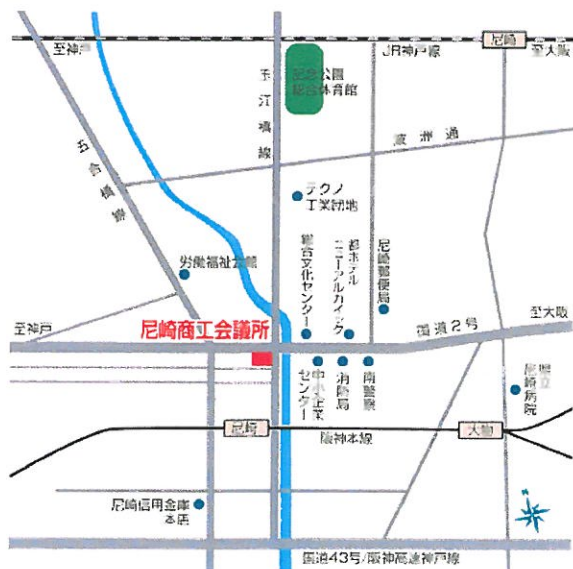 至神戸
JR神戸線
尼崎
至大阪
玉江橋線
記念公園
総合体育館
五合橋線
テクノ
工業団地
労働福祉会館
総合文化センター
都ホテル
ニューアルカイック
尼崎郵便局
至大阪
国道2号
至神戸
尼崎商工会議所
中小企業
センター
消防局
南警察
県立
尼崎病院
尼崎
阪神本線
大物
尼崎信用金庫
本店
国道43号/阪神高速神戸線